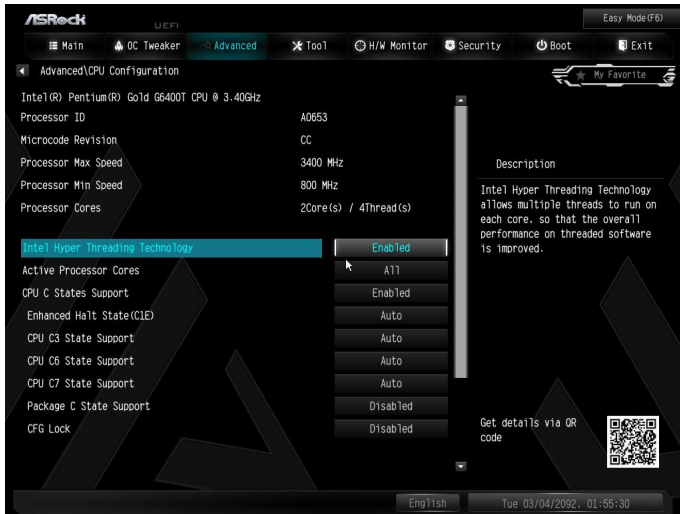 ASRock UEFI Easy Mode(F6)
Main OC Tweaker Advanced Tool H/W Monitor Security Boot Exit
Advanced\CPU Configuration My Favorite
Intel(R) Pentium(R) Gold G6400T CPU @ 3.40GHz
Processor ID A0653
Microcode Revision CC
Processor Max Speed 3400 MHz
Processor Min Speed 800 MHz
Processor Cores 2Core(s) / 4Thread(s)
Intel Hyper Threading Technology Enabled
Active Processor Cores All
CPU C States Support Enabled
Enhanced Halt State(C1E) Auto
CPU C3 State Support Auto
CPU C6 State Support Auto
CPU C7 State Support Auto
Package C State Support Disabled
CFG Lock Disabled
Description
Intel Hyper Threading Technology
allows multiple threads to run on
each core. so that the overall
performance on threaded software
is improved.
Get details via QR
code
English Tue 03/04/2092. 01:55:30